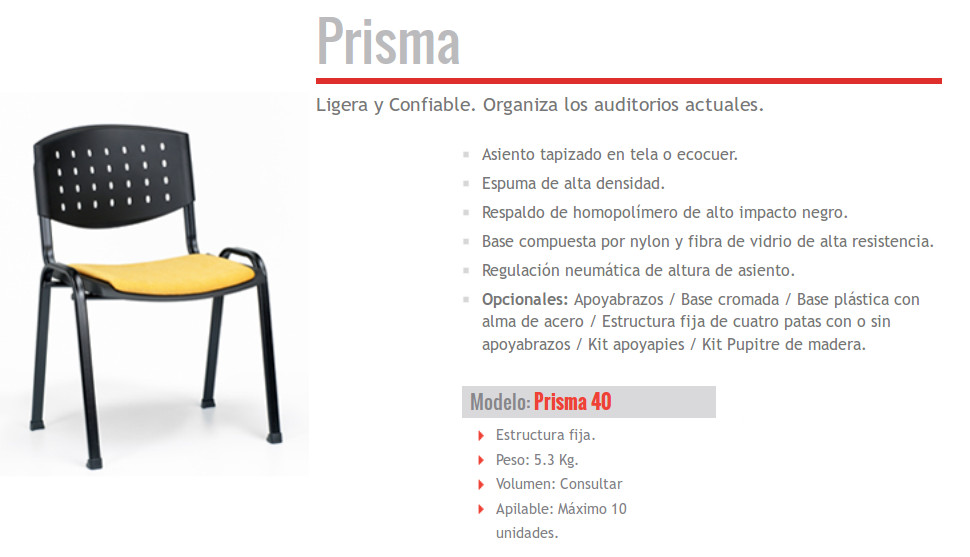 Prisma
Ligera y Confiable. Organiza los auditorios actuales.
Asiento tapizado en tela o ecocuer.
Espuma de alta densidad.
Respaldo de homopolímero de alto impacto negro.
Base compuesta por nylon y fibra de vidrio de alta resistencia.
Regulación neumática de altura de asiento.
Opcionales: Apoyabrazos / Base cromada / Base plástica con
alma de acero / Estructura fija de cuatro patas con o sin
apoyabrazos / Kit apoyapies / Kit Pupitre de madera.
Modelo: Prisma 40
Estructura fija.
Peso: 5.3 Kg.
Volumen: Consultar
Apilable: Máximo 10
unidades.